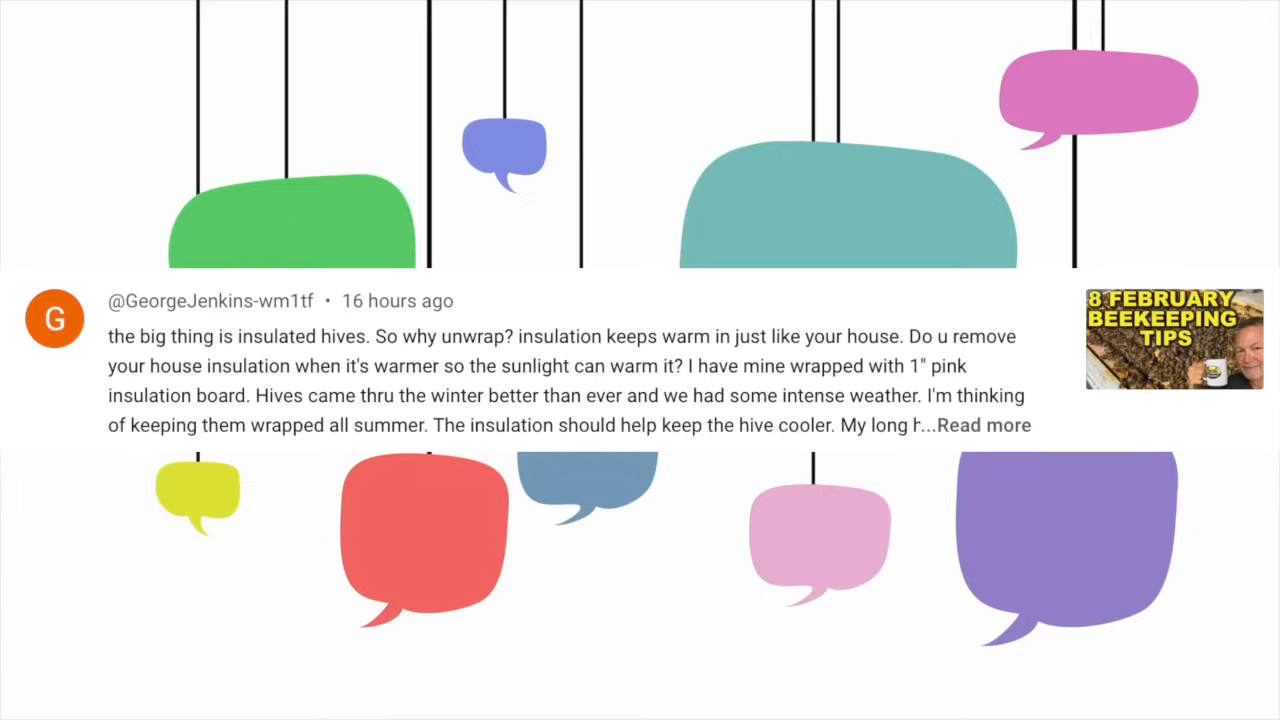 @GeorgeJenkins-wm1tf • 16 hours ago
the big thing is insulated hives. So why unwrap? insulation keeps warm in just like your house. Do u remove
your house insulation when it's warmer so the sunlight can warm it? I have mine wrapped with 1" pink
insulation board. Hives came thru the winter better than ever and we had some intense weather. I'm thinking
of keeping them wrapped all summer. The insulation should help keep the hive cooler. My long h...Read more
G
8 FEBRUARY
BEEKEEPING
TIPS